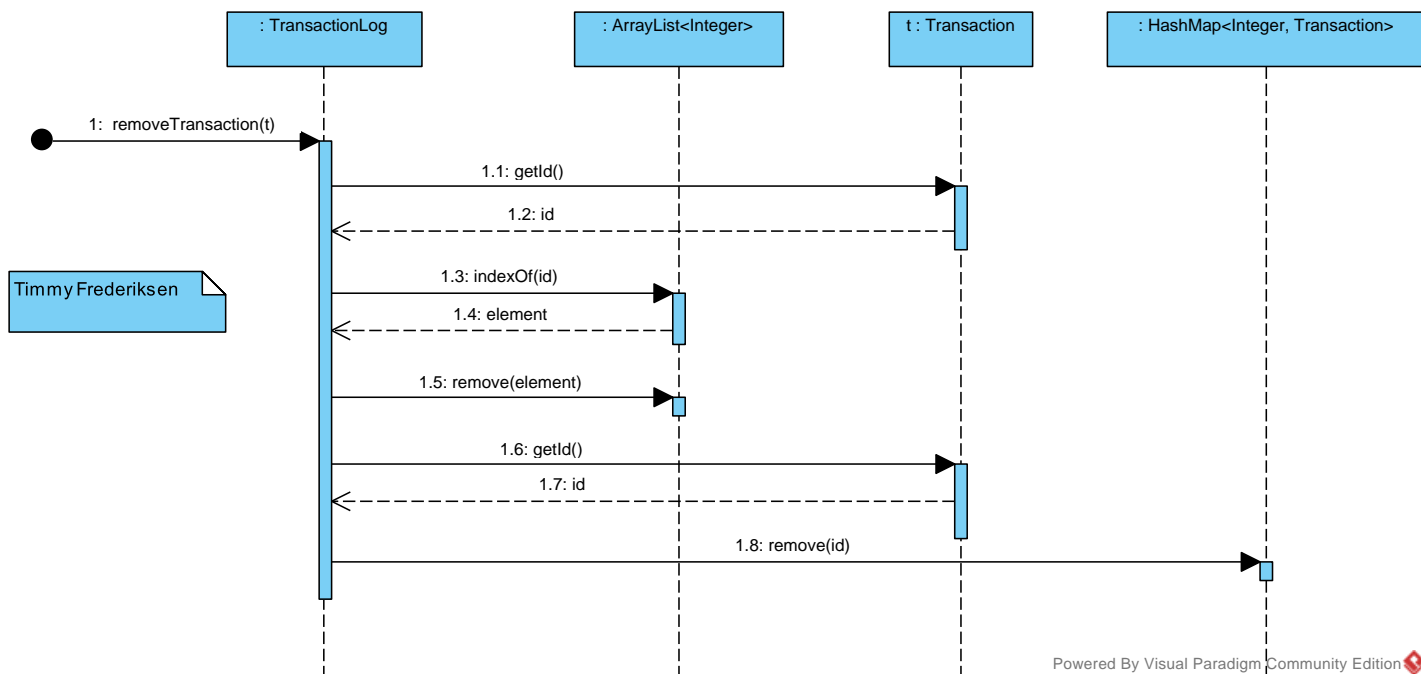 : TransactionLog
: ArrayList<Integer>
t : Transaction
: HashMap<Integer, Transaction>
1: removeTransaction(t)
1.1: getId()
1.2: id
1.3: indexOf(id)
Timmy Frederiksen
1.4: element
1.5: remove(element)
1.6: getId()
1.7: id
1.8: remove(id)
Powered By Visual Paradigm Community Edition